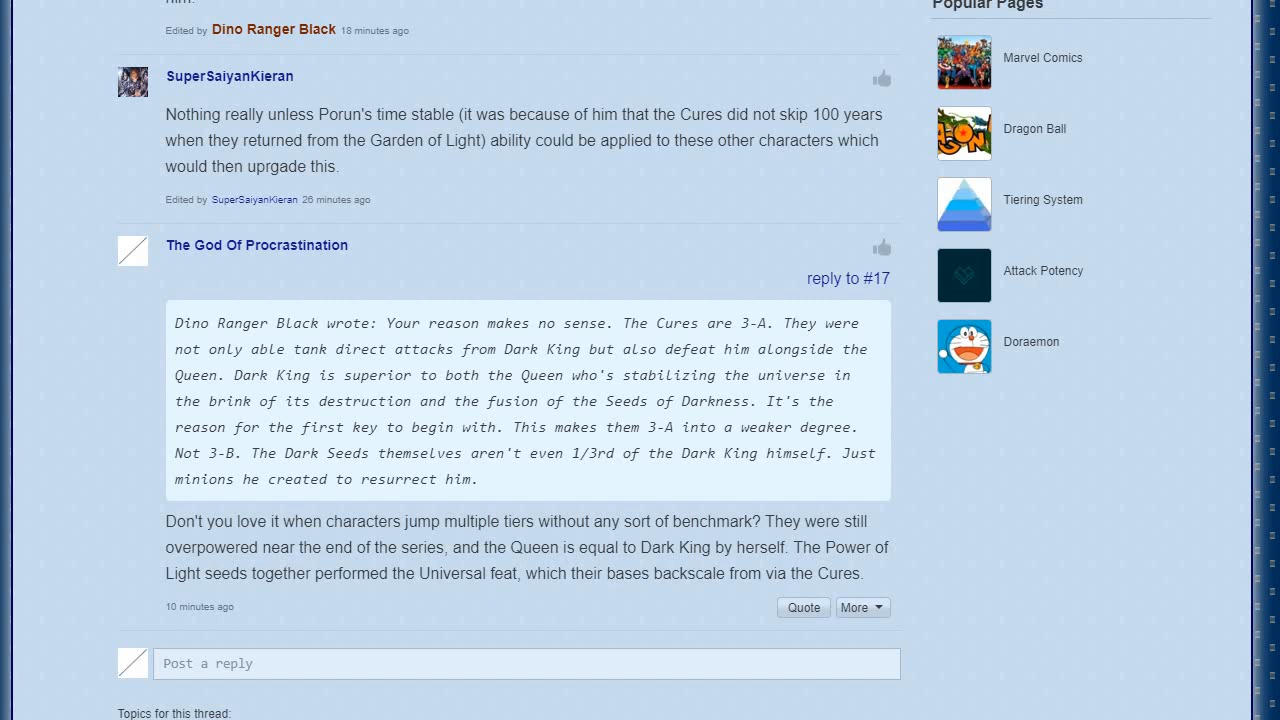 him.
Edited by Dino Ranger Black 18 minutes ago
SuperSaiyanKieran
Nothing really unless Porun's time stable (it was because of him that the Cures did not skip 100 years
when they returned from the Garden of Light) ability could be applied to these other characters which
would then uprgade this.
Edited by SuperSaiyanKieran 26 minutes ago
The God Of Procrastination
reply to #17
Dino Ranger Black wrote: Your reason makes no sense. The Cures are 3-A. They were
not only able tank direct attacks from Dark King but also defeat him alongside the
Queen. Dark King is superior to both the Queen who's stabilizing the universe in
the brink of its destruction and the fusion of the Seeds of Darkness. It's the
reason for the first key to begin with. This makes them 3-A into a weaker degree.
Not 3-B. The Dark Seeds themselves aren't even 1/3rd of the Dark King himself. Just
minions he created to resurrect him.
Don't you love it when characters jump multiple tiers without any sort of benchmark? They were still
overpowered near the end of the series, and the Queen is equal to Dark King by herself. The Power of
Light seeds together performed the Universal feat, which their bases backscale from via the Cures.
10 minutes ago
Quote
More
Post a reply
Topics for this thread:
Popular Pages
Marvel Comics
Dragon Ball
Tiering System
Attack Potency
Doraemon